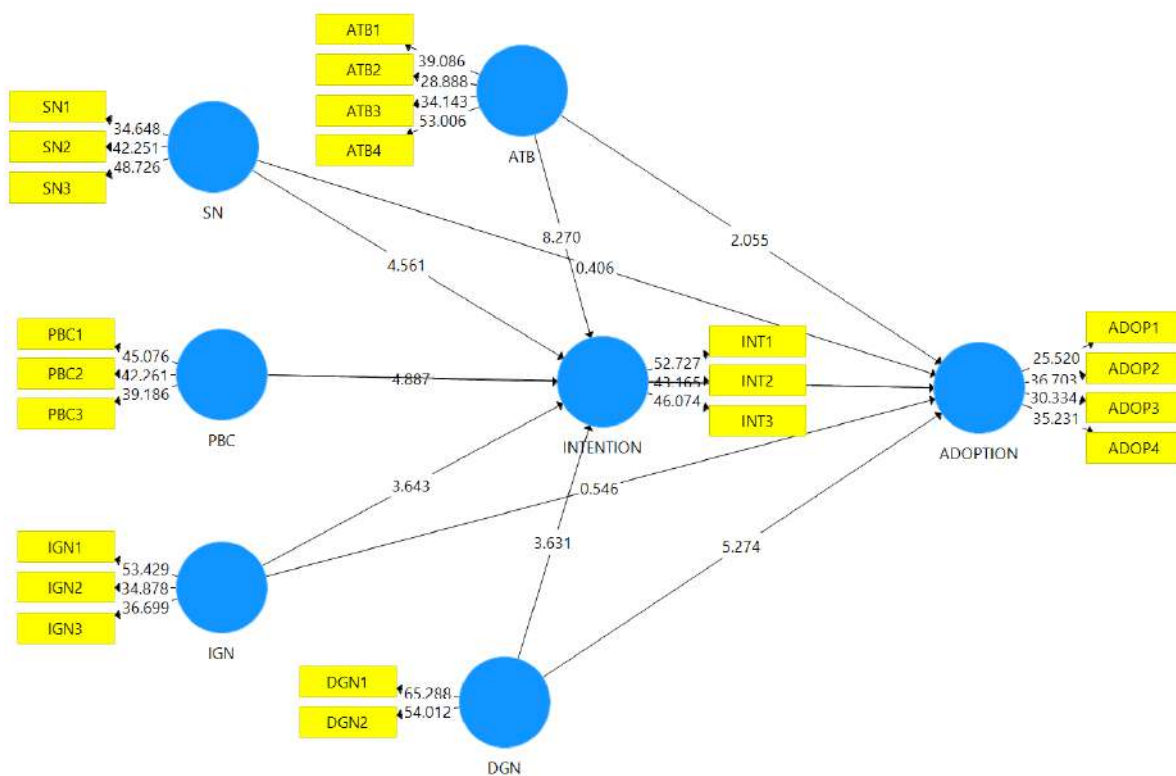 ATB1
ATB2
ATB3
ATB4
39.086
28.888
34.143
53.006
ATB
SN1
SN2
SN3
34.648
42.251
48.726
SN
8.270
2.055
4.561
0.406
PBC1
PBC2
PBC3
45.076
42.261
39.186
PBC
4.887
INT1
INT2
INT3
52.727
43.165
46.074
INTENTION
ADOP1
ADOP2
ADOP3
ADOP4
25.520
36.703
30.334
35.231
ADOPTION
3.643
0.546
3.631
5.274
IGN1
IGN2
IGN3
53.429
34.878
36.699
IGN
DGN1
DGN2
65.288
54.012
DGN